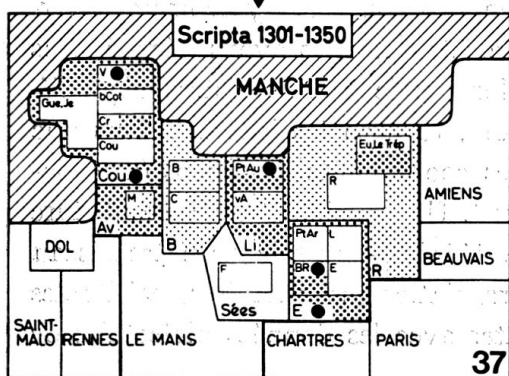 Scripta 1301-1350
MANCHE
V
Gue, Je
bCot
Cr
Cou
Cou
M
Av
B
C
B
PtAu
vA
Li
Eu, Le Trép
R
AMIENS
PtAr
L
BEAUVAIS
DOL
BR
E
R
F
Sées
E
SAINT-
MALO
RENNES
LE MANS
CHARTRES
PARIS
37